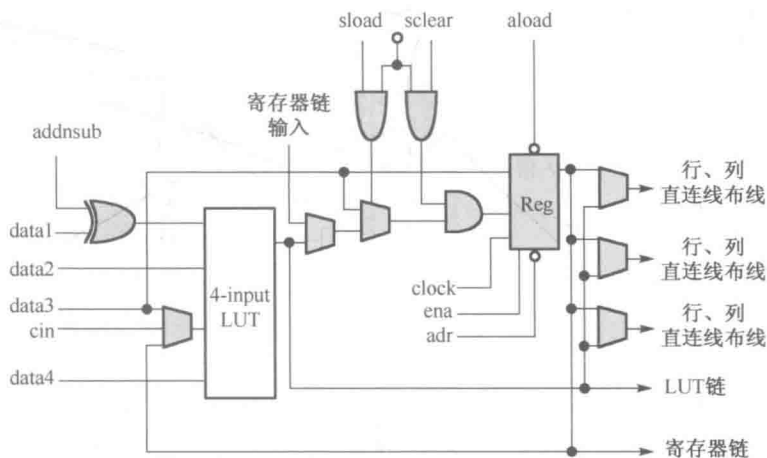 sload
sclear
aload
寄存器链
输入
addnsub
data1
data2
data3
cin
data4
4-input
LUT
Reg
clock
ena
adr
行、列
直连线布线
行、列
直连线布线
行、列
直连线布线
LUT链
寄存器链